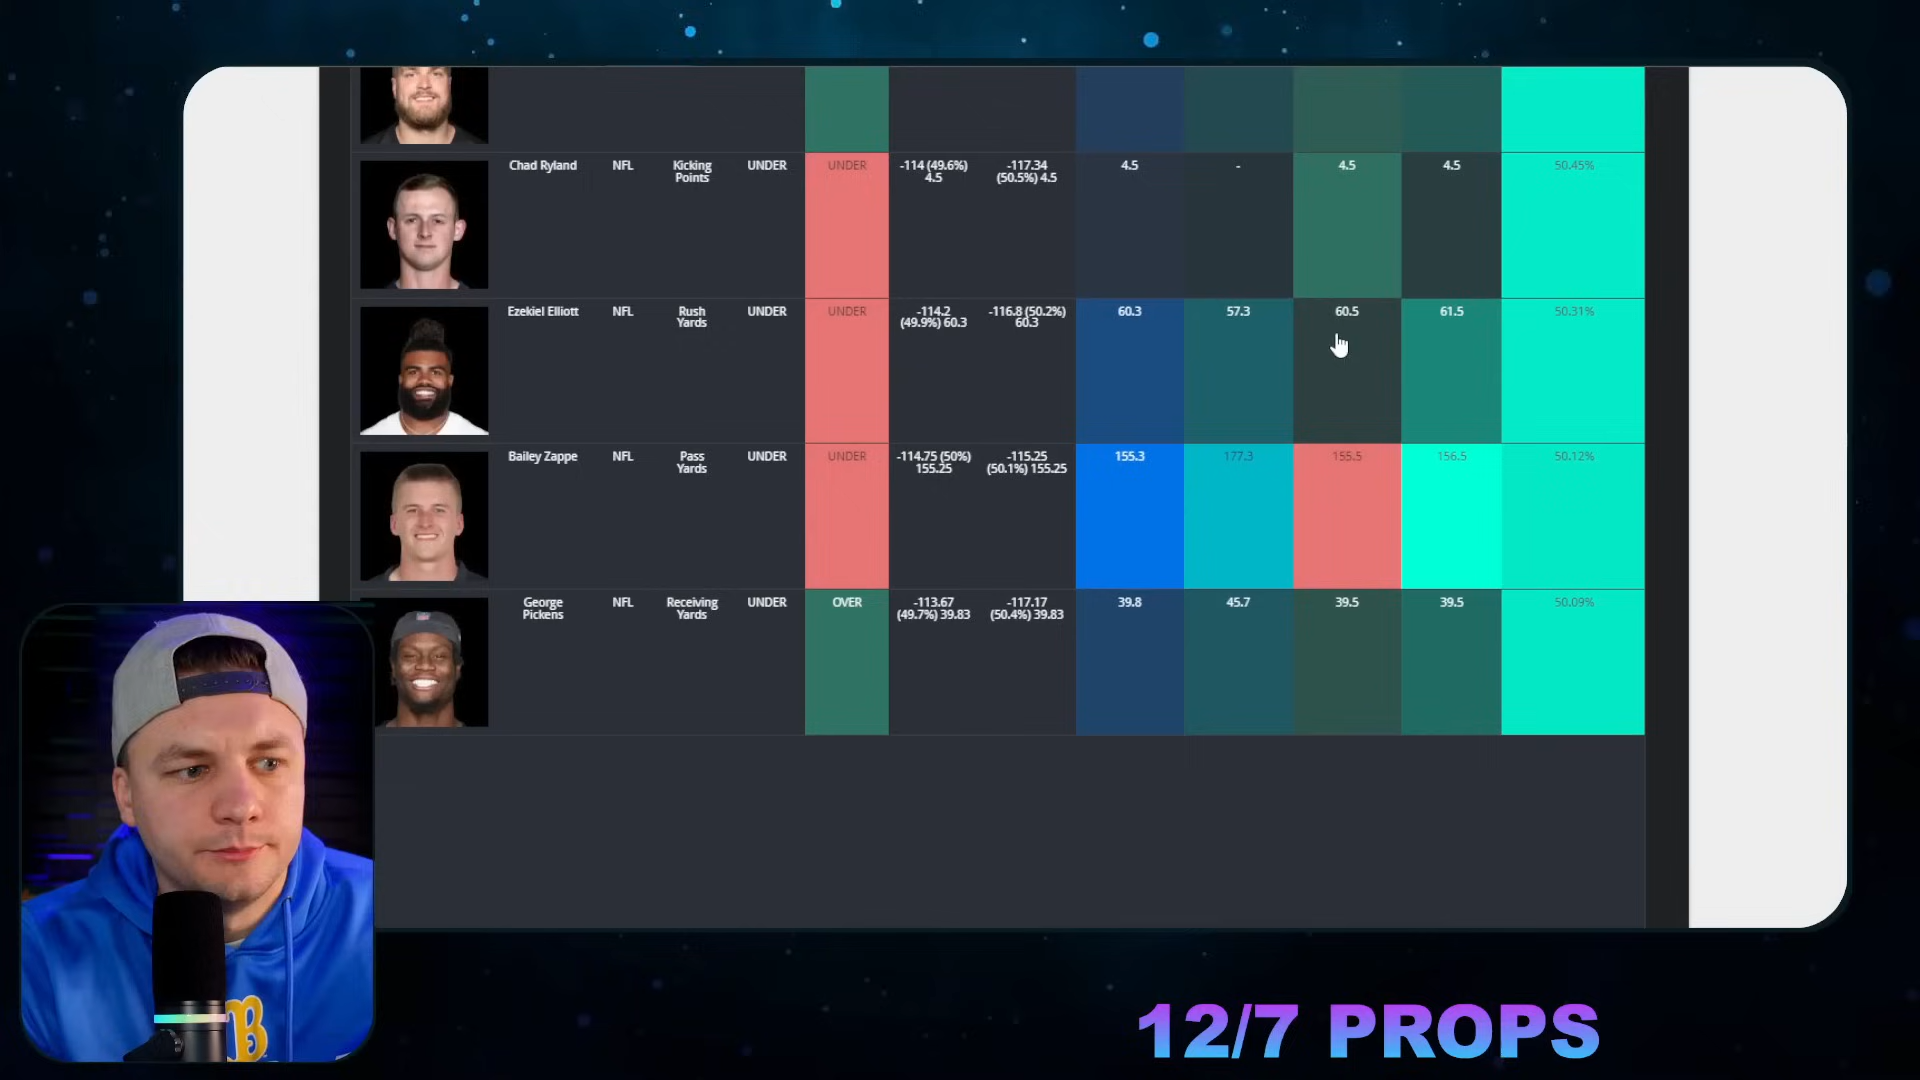 Chad Ryland NFL Kicking UNDER UNDER -114 (49.6%) -117.34 4.5 - 4.5 4.5 50.45%
Points 4.5 (50.5%) 4.5
Ezekiel Elliott NFL Rush UNDER UNDER -114.2 -116.8 (50.2%) 60.3 57.3 60.5 61.5 50.31%
Yards (49.9%) 60.3 60.3
Bailey Zappe NFL Pass UNDER UNDER -114.75 (50%) -115.25 155.3 177.3 155.5 156.5 50.12%
Yards 155.25 (50.1%) 155.25
George NFL Receiving UNDER OVER -113.67 -117.17 39.8 45.7 39.5 39.5 50.09%
Pickens Yards (49.7%) 39.83 (50.4%) 39.83
B
12/7 PROPS